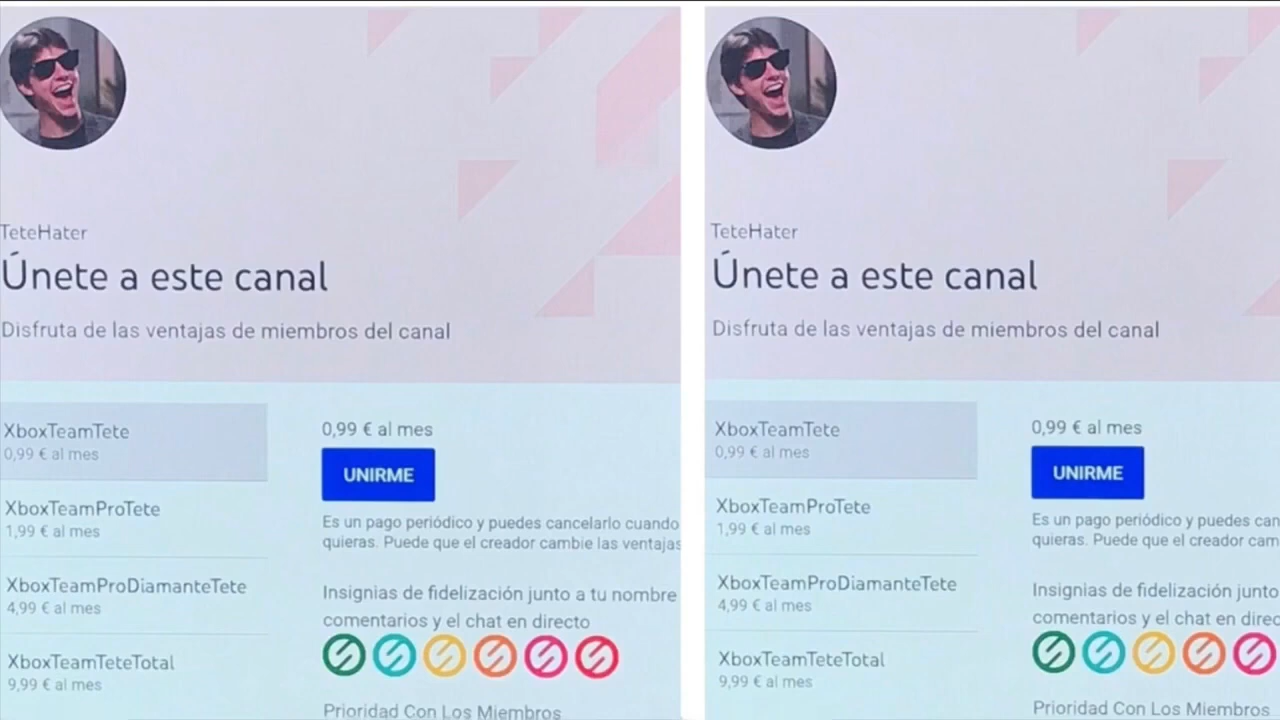 TeteHater
Únete a este canal
Disfruta de las ventajas de miembros del canal
XboxTeamTete
0,99 € al mes
XboxTeamProTete
1,99 € al mes
XboxTeamProDiamanteTete
4,99 € al mes
XboxTeamTeteTotal
9,99 € al mes
0,99 € al mes
UNIRME
Es un pago periódico y puedes cancelarlo cuando
quieras. Puede que el creador cambie las ventajas
Insignias de fidelización junto a tu nombre
comentarios y el chat en directo
Prioridad Con Los Miembros
TeteHater
Únete a este canal
Disfruta de las ventajas de miembros del canal
XboxTeamTete
0,99 € al mes
XboxTeamProTete
1,99 € al mes
XboxTeamProDiamanteTete
4,99 € al mes
XboxTeamTeteTotal
9,99 € al mes
0,99 € al mes
UNIRME
Es un pago periódico y puedes can
quieras. Puede que el creador cam
Insignias de fidelización junto
comentarios y el chat en direc
Prioridad Con Los Miembros